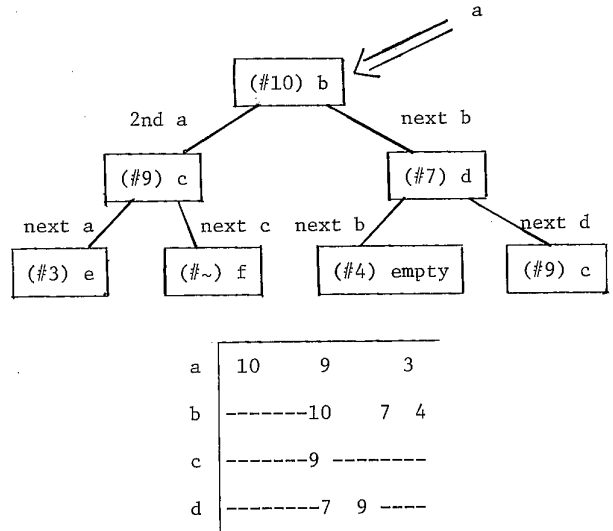 a
(#10) b
2nd a
next b
(#9) c
(#7) d
next a
next c
next b
next d
(#3) e
(#~) f
(#4) empty
(#9) c
a 10 9 3
b -------10 7 4
c -------9 --------
d -------7 9 ----